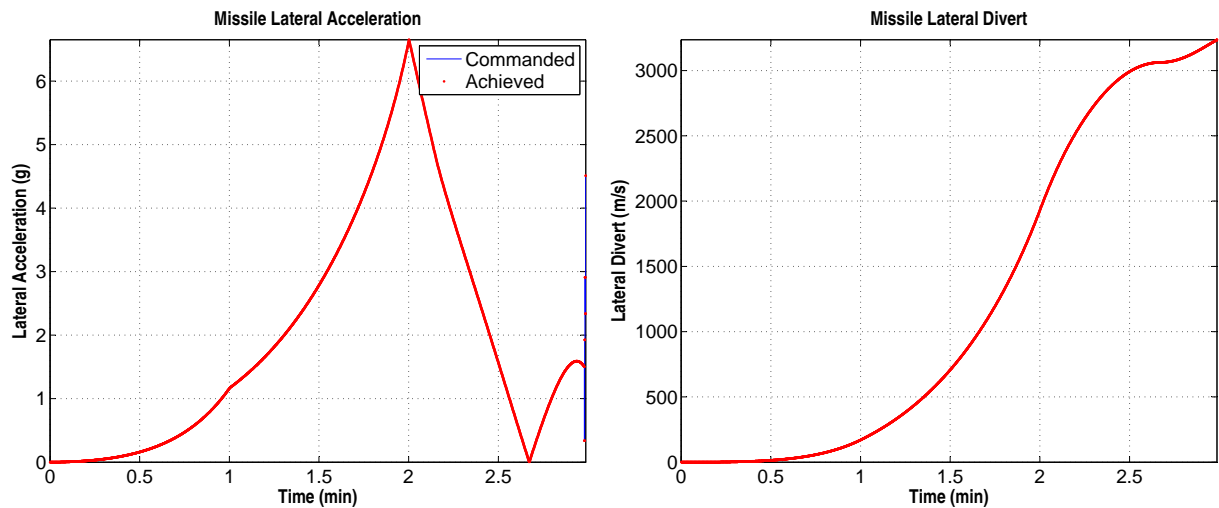 Missile Lateral Acceleration
Lateral Acceleration (g)
6
5
4
3
2
1
0
Commanded
Achieved
0 0.5 1 1.5 2 2.5
Time (min)
Missile Lateral Divert
Lateral Divert (m/s)
3000
2500
2000
1500
1000
500
0
0 0.5 1 1.5 2 2.5
Time (min)